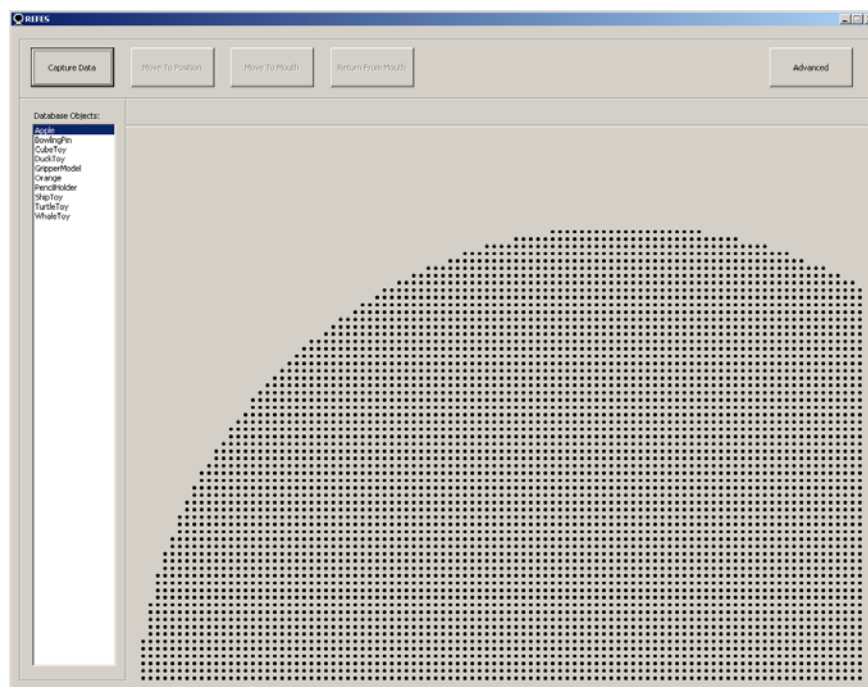 REFES
Capture Data
Move To Position
Move To Mouth
Return From Mouth
Advanced
Database Objects:
Apple
BowlingPin
CubeToy
DuckToy
GripperModel
Orange
PencilHolder
ShipToy
TurtleToy
WhaleToy